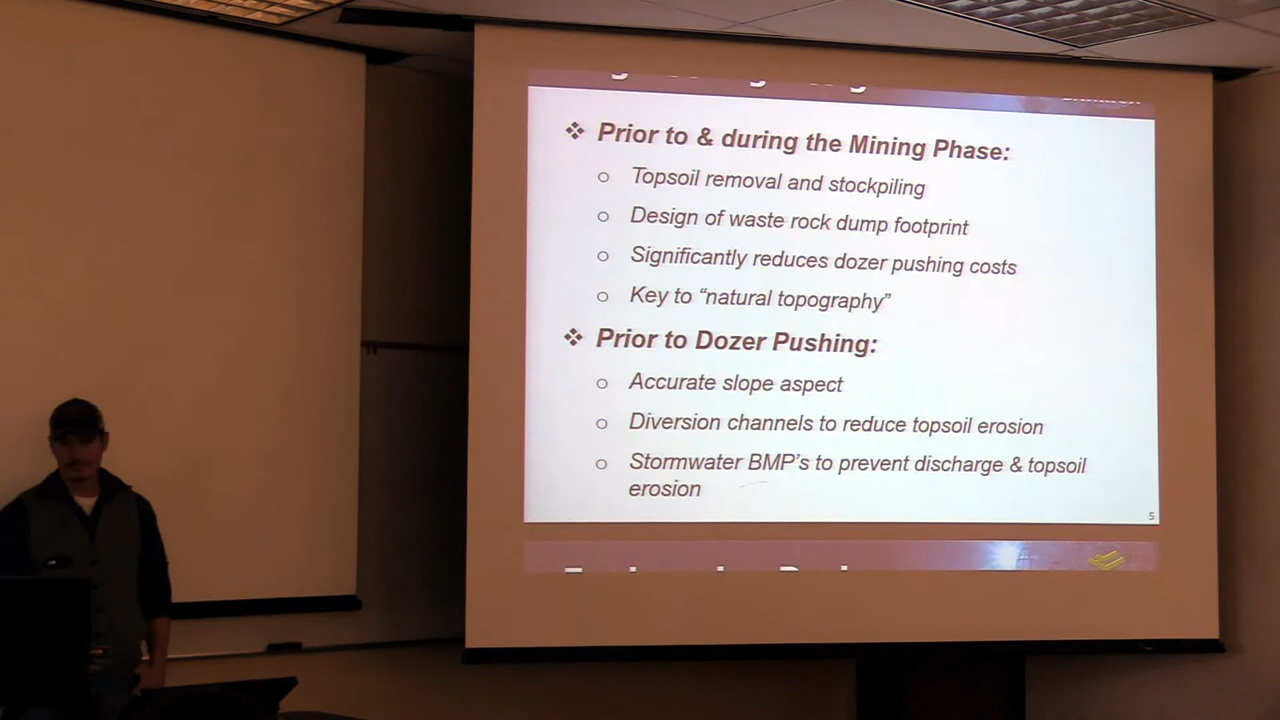 ❖ Prior to & during the Mining Phase:
o Topsoil removal and stockpiling
o Design of waste rock dump footprint
o Significantly reduces dozer pushing costs
o Key to “natural topography”
❖ Prior to Dozer Pushing:
o Accurate slope aspect
o Diversion channels to reduce topsoil erosion
o Stormwater BMP’s to prevent discharge & topsoil
erosion
5